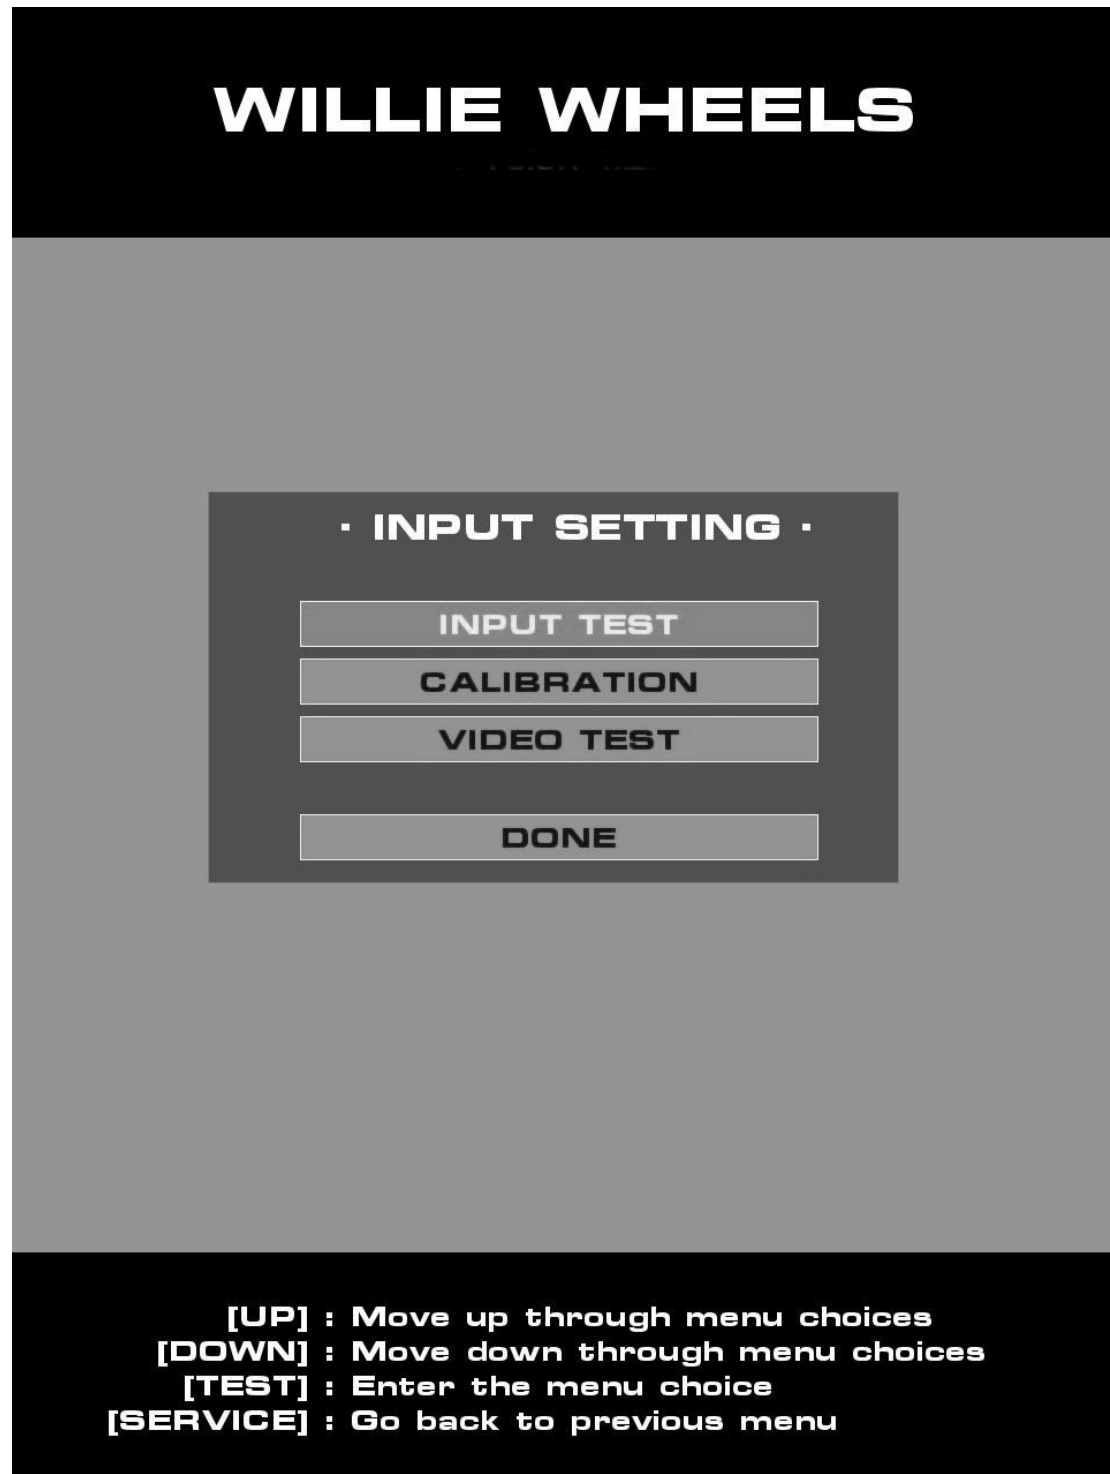 WILLIE WHEELS
· INPUT SETTING ·
INPUT TEST
CALIBRATION
VIDEO TEST
DONE
[UP] : Move up through menu choices
[DOWN] : Move down through menu choices
[TEST] : Enter the menu choice
[SERVICE] : Go back to previous menu